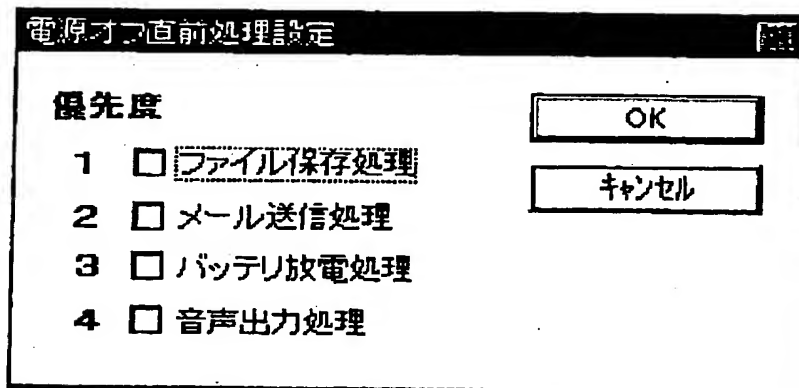 電源オフ直前処理設定
優先度
1 ファイル保存処理
2 メール送信処理
3 バッテリ放電処理
4 音声出力処理
OK
キャンセル